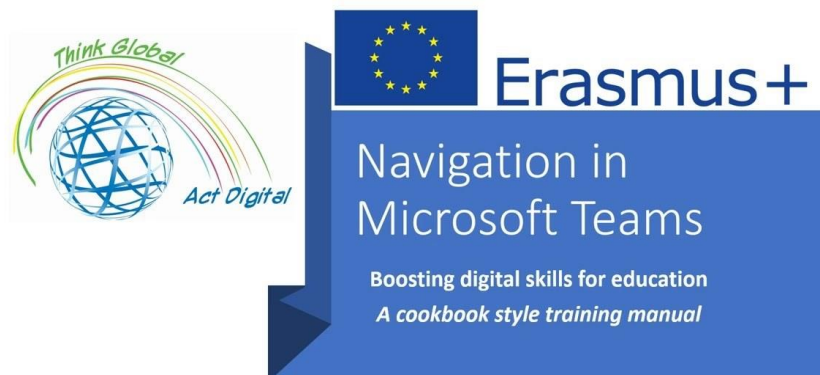 Think Global
Act Digital
Erasmus+
Navigation in
Microsoft Teams
Boosting digital skills for education
A cookbook style training manual